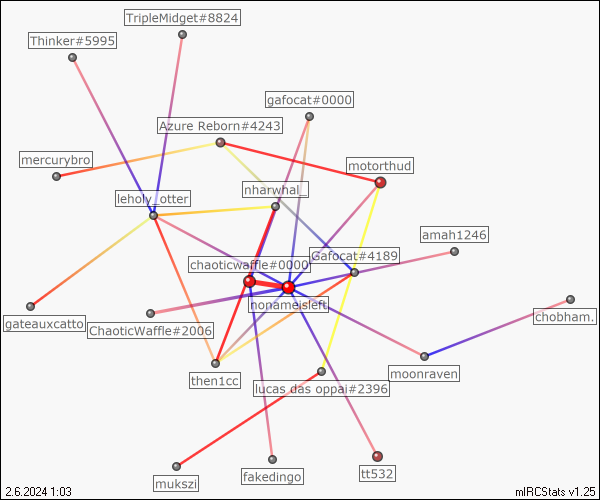 TripleMidget#8824
Thinker#5995
gafocat#0000
Azure Reborn#4243
mercurybro
motorthud
nharwhal_
leholy_otter
amah1246
Gafocat#4189
chaoticwaffle#0000
nonameisleft
chobham.
gateauxcatto
ChaoticWaffle#2006
moonraven
then1cc
lucas das oppai#2396
mukszi
fakedingo
tt532
2.6.2024 1:03
mIRCStats v1.25